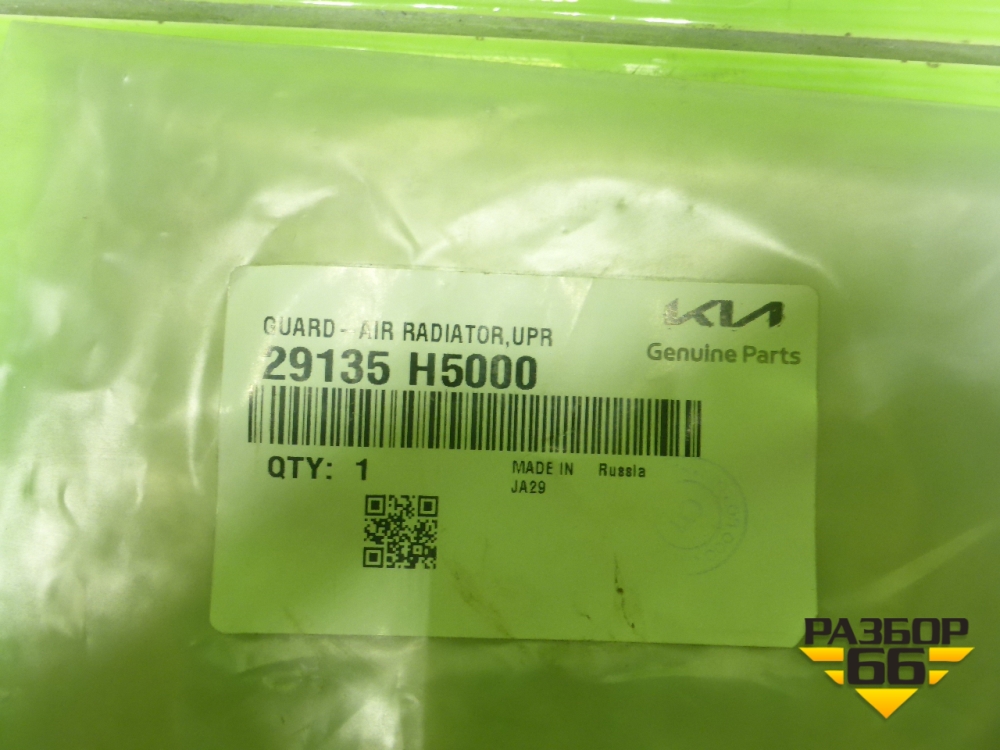 GUARD- AIR RADIATOR,UPR
KIA
Genuine Parts
29135 H5000
QTY: 1
MADE IN Russia
JA29
РАЗБОР
66